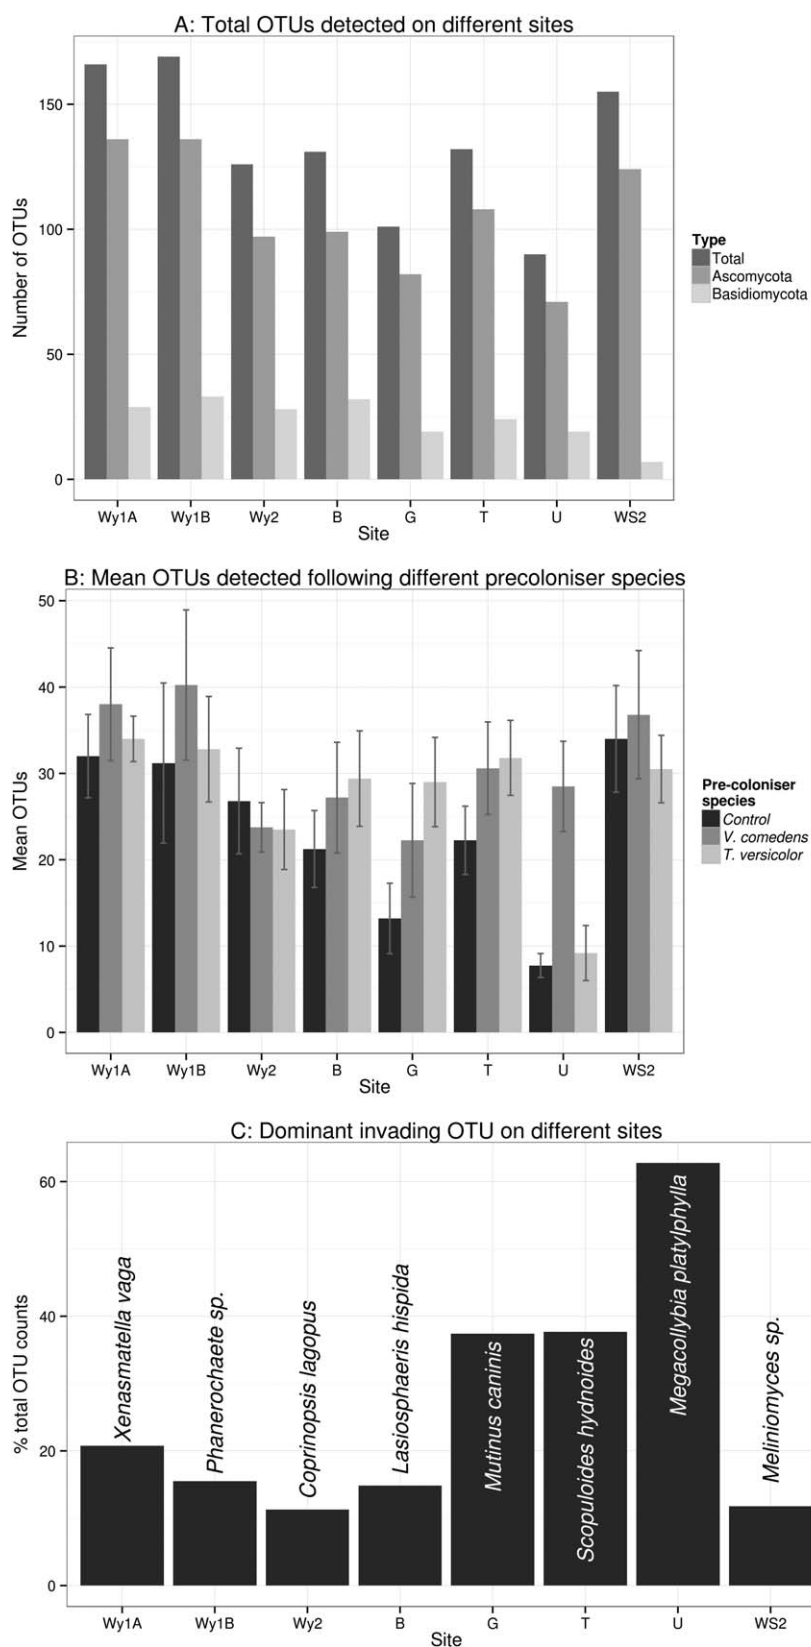 A: Total OTUs detected on different sites
150
100
50
0
Number of OTUs
Wy1A Wy1B Wy2 B G T U WS2
Site
Type
Total
Ascomycota
Basidiomycota
B: Mean OTUs detected following different precoloniser species
50
40
30
20
10
0
Mean OTUs
Wy1A Wy1B Wy2 B G T U WS2
Site
Pre-coloniser
species
Control
V. comedens
T. versicolor
C: Dominant invading OTU on different sites
60
40
20
0
% total OTU counts
Xenasmatella vaga
Phanerochaete sp.
Coprinopsis lagopus
Lasiosphaeris hispida
Mutinus caninis
Scopuloides hydnoides
Megacollybia platylphylla
Meliniomyces sp.
Wy1A Wy1B Wy2 B G T U WS2
Site